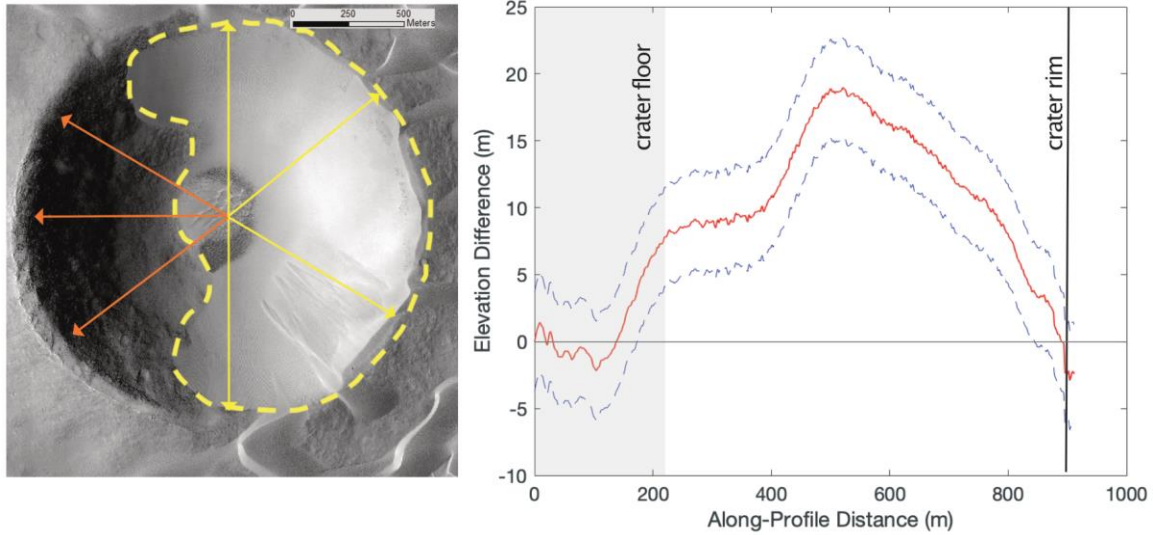 0 250 500
Meters
25
20
15
10
5
0
-5
-10
Elevation Difference (m)
crater floor
crater rim
0 200 400 600 800 1000
Along-Profile Distance (m)